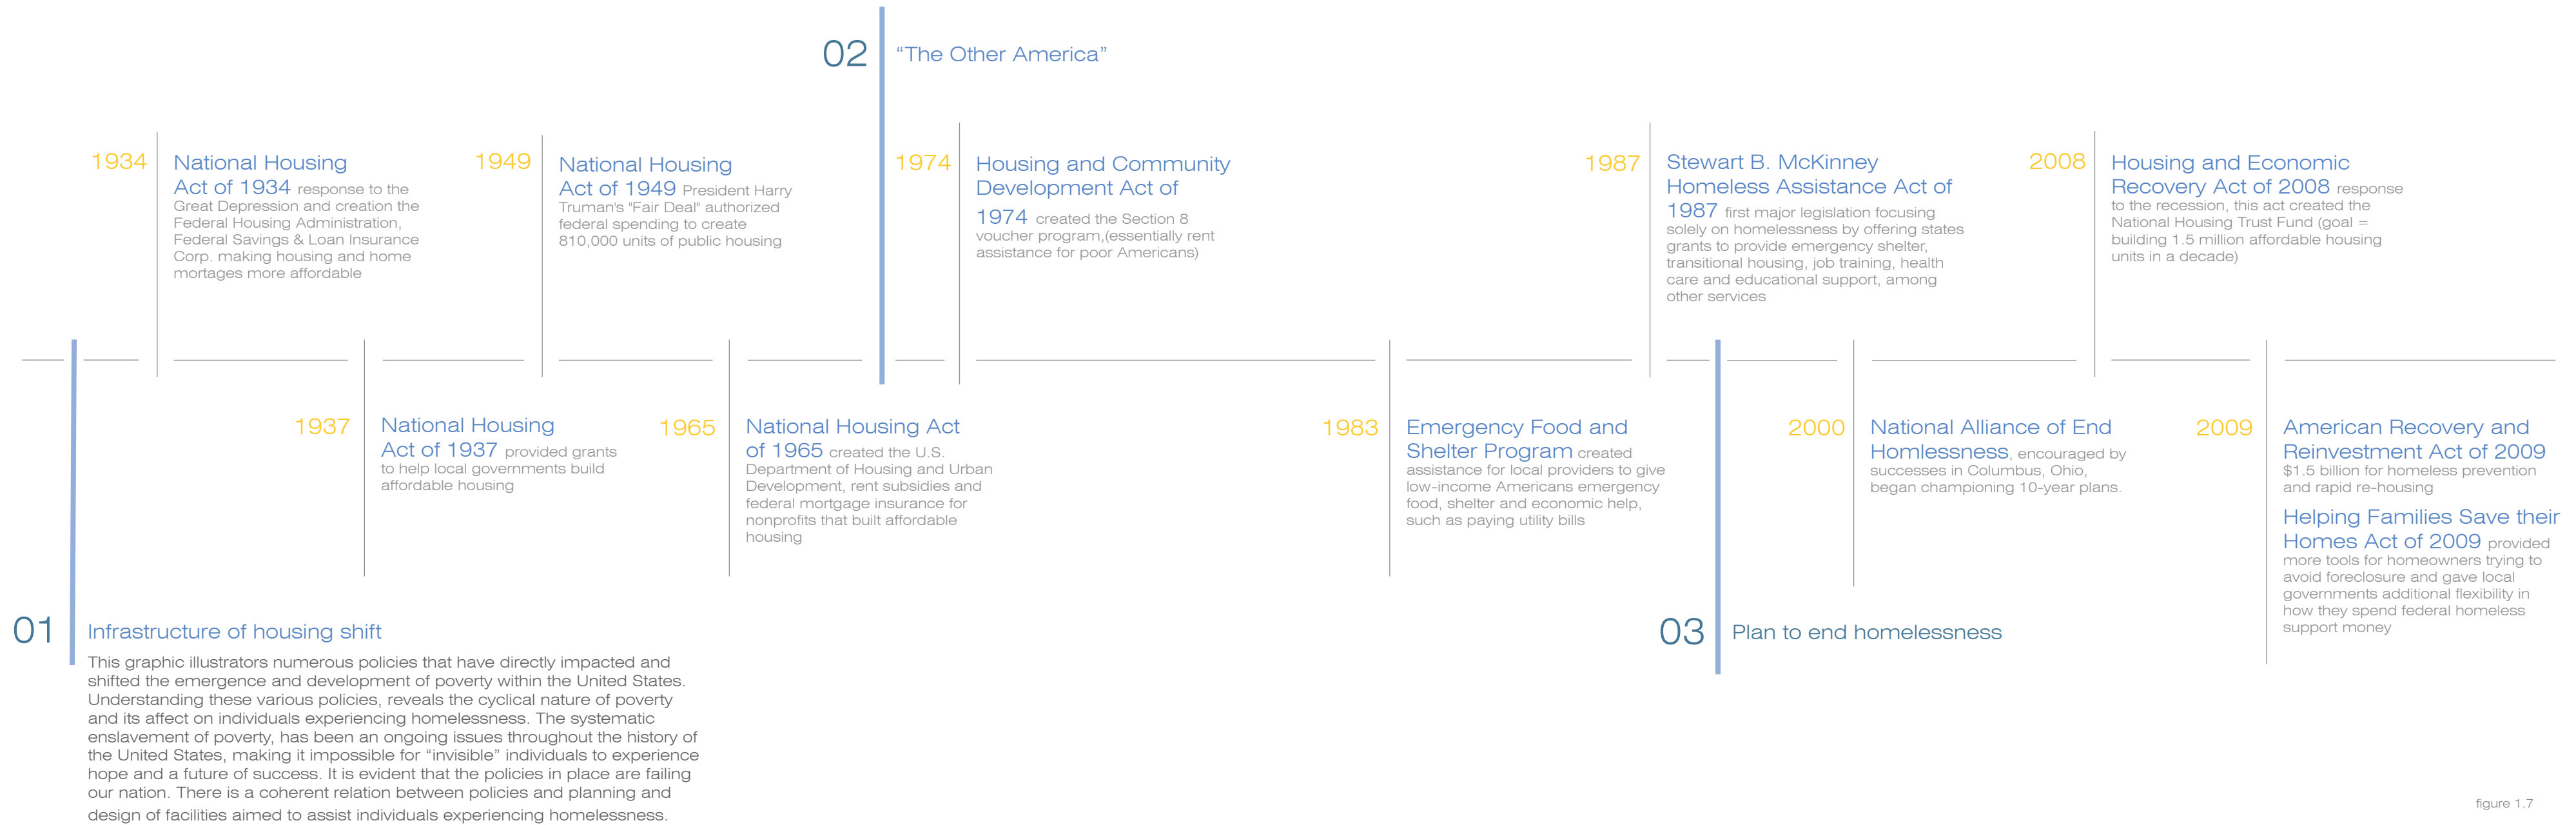 02 “The Other America”
1934
National Housing
Act of 1934 response to the
Great Depression and creation the
Federal Housing Administration,
Federal Savings & Loan Insurance
Corp. making housing and home
mortages more affordable
1949
National Housing
Act of 1949 President Harry
Truman's "Fair Deal" authorized
federal spending to create
810,000 units of public housing
1974
Housing and Community
Development Act of
1974 created the Section 8
voucher program,(essentially rent
assistance for poor Americans)
1987
Stewart B. McKinney
Homeless Assistance Act of
1987 first major legislation focusing
solely on homelessness by offering states
grants to provide emergency shelter,
transitional housing, job training, health
care and educational support, among
other services
2008
Housing and Economic
Recovery Act of 2008 response
to the recession, this act created the
National Housing Trust Fund (goal =
building 1.5 million affordable housing
units in a decade)
1937
National Housing
Act of 1937 provided grants
to help local governments build
affordable housing
1965
National Housing Act
of 1965 created the U.S.
Department of Housing and Urban
Development, rent subsidies and
federal mortgage insurance for
nonprofits that built affordable
housing
1983
Emergency Food and
Shelter Program created
assistance for local providers to give
low-income Americans emergency
food, shelter and economic help,
such as paying utility bills
2000
National Alliance of End
Homlessness, encouraged by
successes in Columbus, Ohio,
began championing 10-year plans.
2009
American Recovery and
Reinvestment Act of 2009
$1.5 billion for homeless prevention
and rapid re-housing
Helping Families Save their
Homes Act of 2009 provided
more tools for homeowners trying to
avoid foreclosure and gave local
governments additional flexibility in
how they spend federal homeless
support money
01 Infrastructure of housing shift
This graphic illustrators numerous policies that have directly impacted and
shifted the emergence and development of poverty within the United States.
Understanding these various policies, reveals the cyclical nature of poverty
and its affect on individuals experiencing homelessness. The systematic
enslavement of poverty, has been an ongoing issues throughout the history of
the United States, making it impossible for “invisible” individuals to experience
hope and a future of success. It is evident that the policies in place are failing
our nation. There is a coherent relation between policies and planning and
design of facilities aimed to assist individuals experiencing homelessness.
03 Plan to end homelessness
figure 1.7